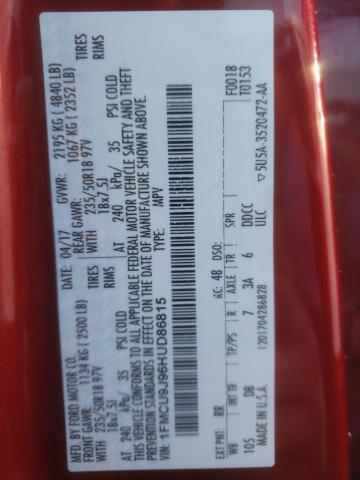 MFD. BY FORD MOTOR CO.
DATE: 04/17 GVWR: 2195 KG ( 4840 LB)
FRONT GAWR: 1134 KG ( 2500 LB) REAR GAWR: 1067 KG ( 2352 LB)
WITH 235/50R18 97V TIRES WITH 235/50R18 97V TIRES
18x7.5J RIMS 18x7.5J RIMS
AT 240 kPa/ 35 PSI COLD AT 240 kPa/ 35 PSI COLD
THIS VEHICLE CONFORMS TO ALL APPLICABLE FEDERAL MOTOR VEHICLE SAFETY AND THEFT
PREVENTION STANDARDS IN EFFECT ON THE DATE OF MANUFACTURE SHOWN ABOVE.
VIN: 1FMCU9J96HUD86815 TYPE: MPV
F0018
T0153
EXT PNT: RR RC: 48 DSO:
WB INT TR TP/PS R AXLE TR SPR
105 DB 7 3A 6 DDCC
ULC
MADE IN U.S.A. 1201704286828 ▽5U5A-3520472-AA